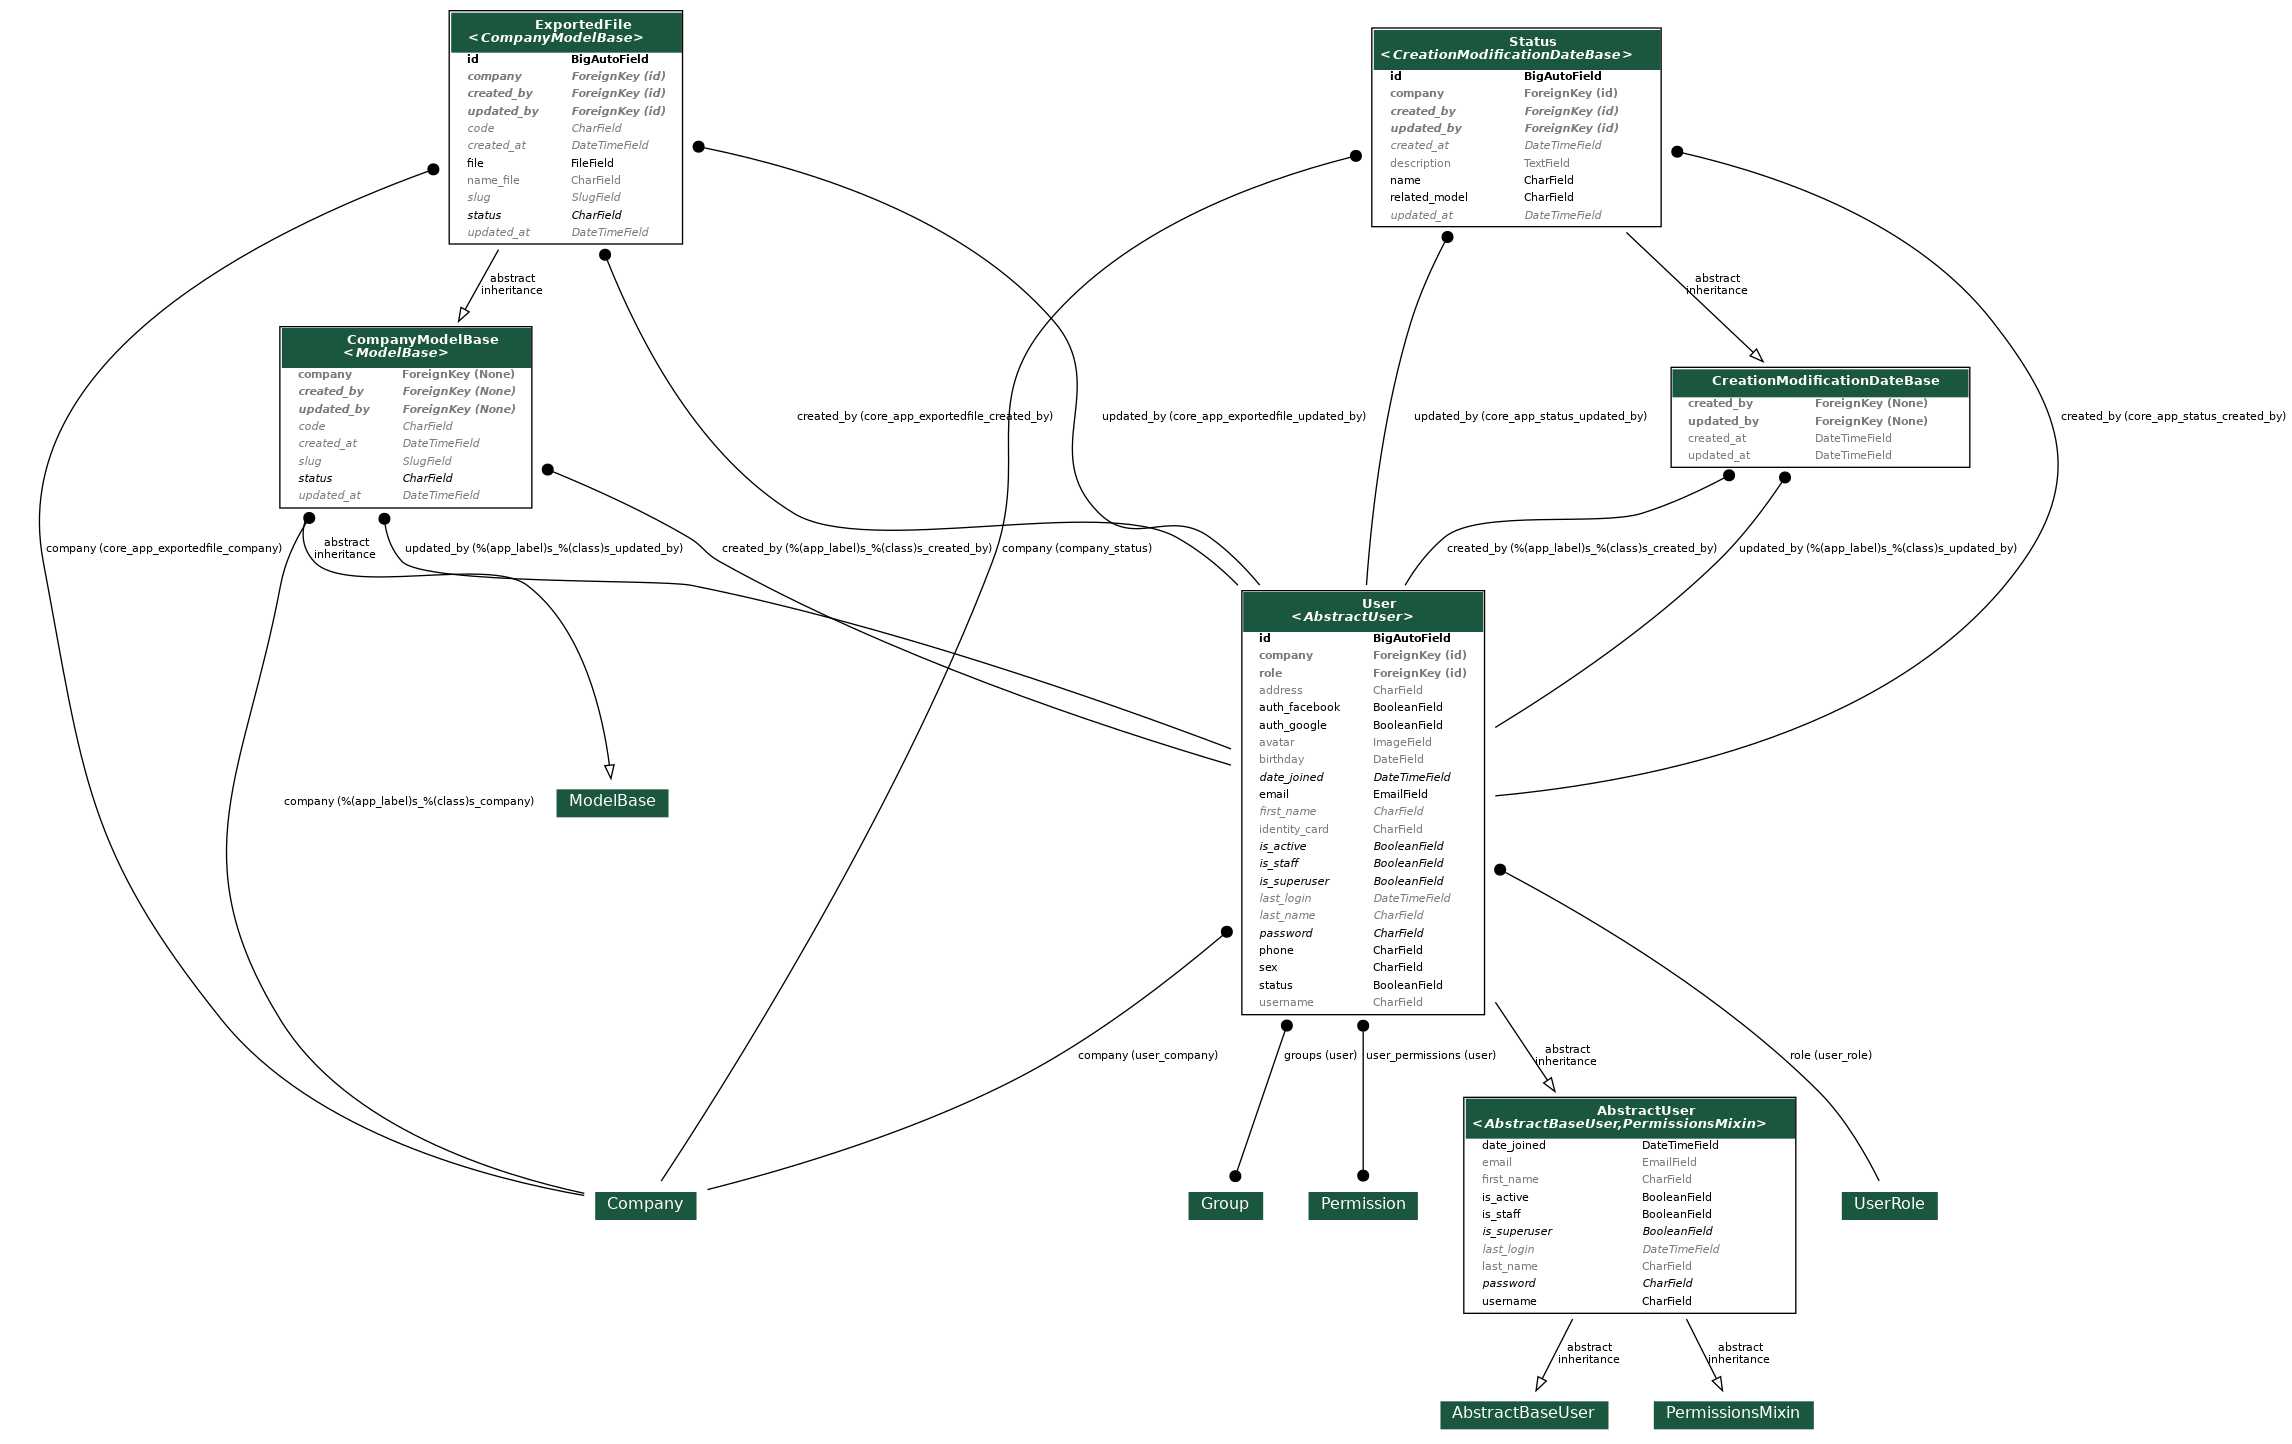 ExportedFile
<CompanyModelBase>
id BigAutoField
company ForeignKey (id)
created_by ForeignKey (id)
updated_by ForeignKey (id)
code CharField
created_at DateTimeField
file FileField
name_file CharField
slug SlugField
status CharField
updated_at DateTimeField
Status
<CreationModificationDateBase>
id BigAutoField
company ForeignKey (id)
created_by ForeignKey (id)
updated_by ForeignKey (id)
created_at DateTimeField
description TextField
name CharField
related_model CharField
updated_at DateTimeField
abstract
inheritance
abstract
inheritance
CompanyModelBase
<ModelBase>
company ForeignKey (None)
created_by ForeignKey (None)
updated_by ForeignKey (None)
code CharField
created_at DateTimeField
slug SlugField
status CharField
updated_at DateTimeField
created_by (core_app_exportedfile_created_by)
updated_by (core_app_exportedfile_updated_by)
updated_by (core_app_status_updated_by)
CreationModificationDateBase
created_by ForeignKey (None)
updated_by ForeignKey (None)
created_at DateTimeField
updated_at DateTimeField
created_by (core_app_status_created_by)
company (core_app_exportedfile_company)
abstract
inheritance
updated_by (%(app_label)s_%(class)s_updated_by)
created_by (%(app_label)s_%(class)s_created_by)
company (company_status)
created_by (%(app_label)s_%(class)s_created_by)
updated_by (%(app_label)s_%(class)s_updated_by)
User
<AbstractUser>
id BigAutoField
company ForeignKey (id)
role ForeignKey (id)
address CharField
auth_facebook BooleanField
auth_google BooleanField
avatar ImageField
birthday DateField
date_joined DateTimeField
email EmailField
first_name CharField
identity_card CharField
is_active BooleanField
is_staff BooleanField
is_superuser BooleanField
last_login DateTimeField
last_name CharField
password CharField
phone CharField
sex CharField
status BooleanField
username CharField
company (%(app_label)s_%(class)s_company)
ModelBase
company (user_company)
groups (user)
user_permissions (user)
abstract
inheritance
role (user_role)
Company
Group
Permission
AbstractUser
<AbstractBaseUser,PermissionsMixin>
date_joined DateTimeField
email EmailField
first_name CharField
is_active BooleanField
is_staff BooleanField
is_superuser BooleanField
last_login DateTimeField
last_name CharField
password CharField
username CharField
UserRole
abstract
inheritance
abstract
inheritance
AbstractBaseUser
PermissionsMixin